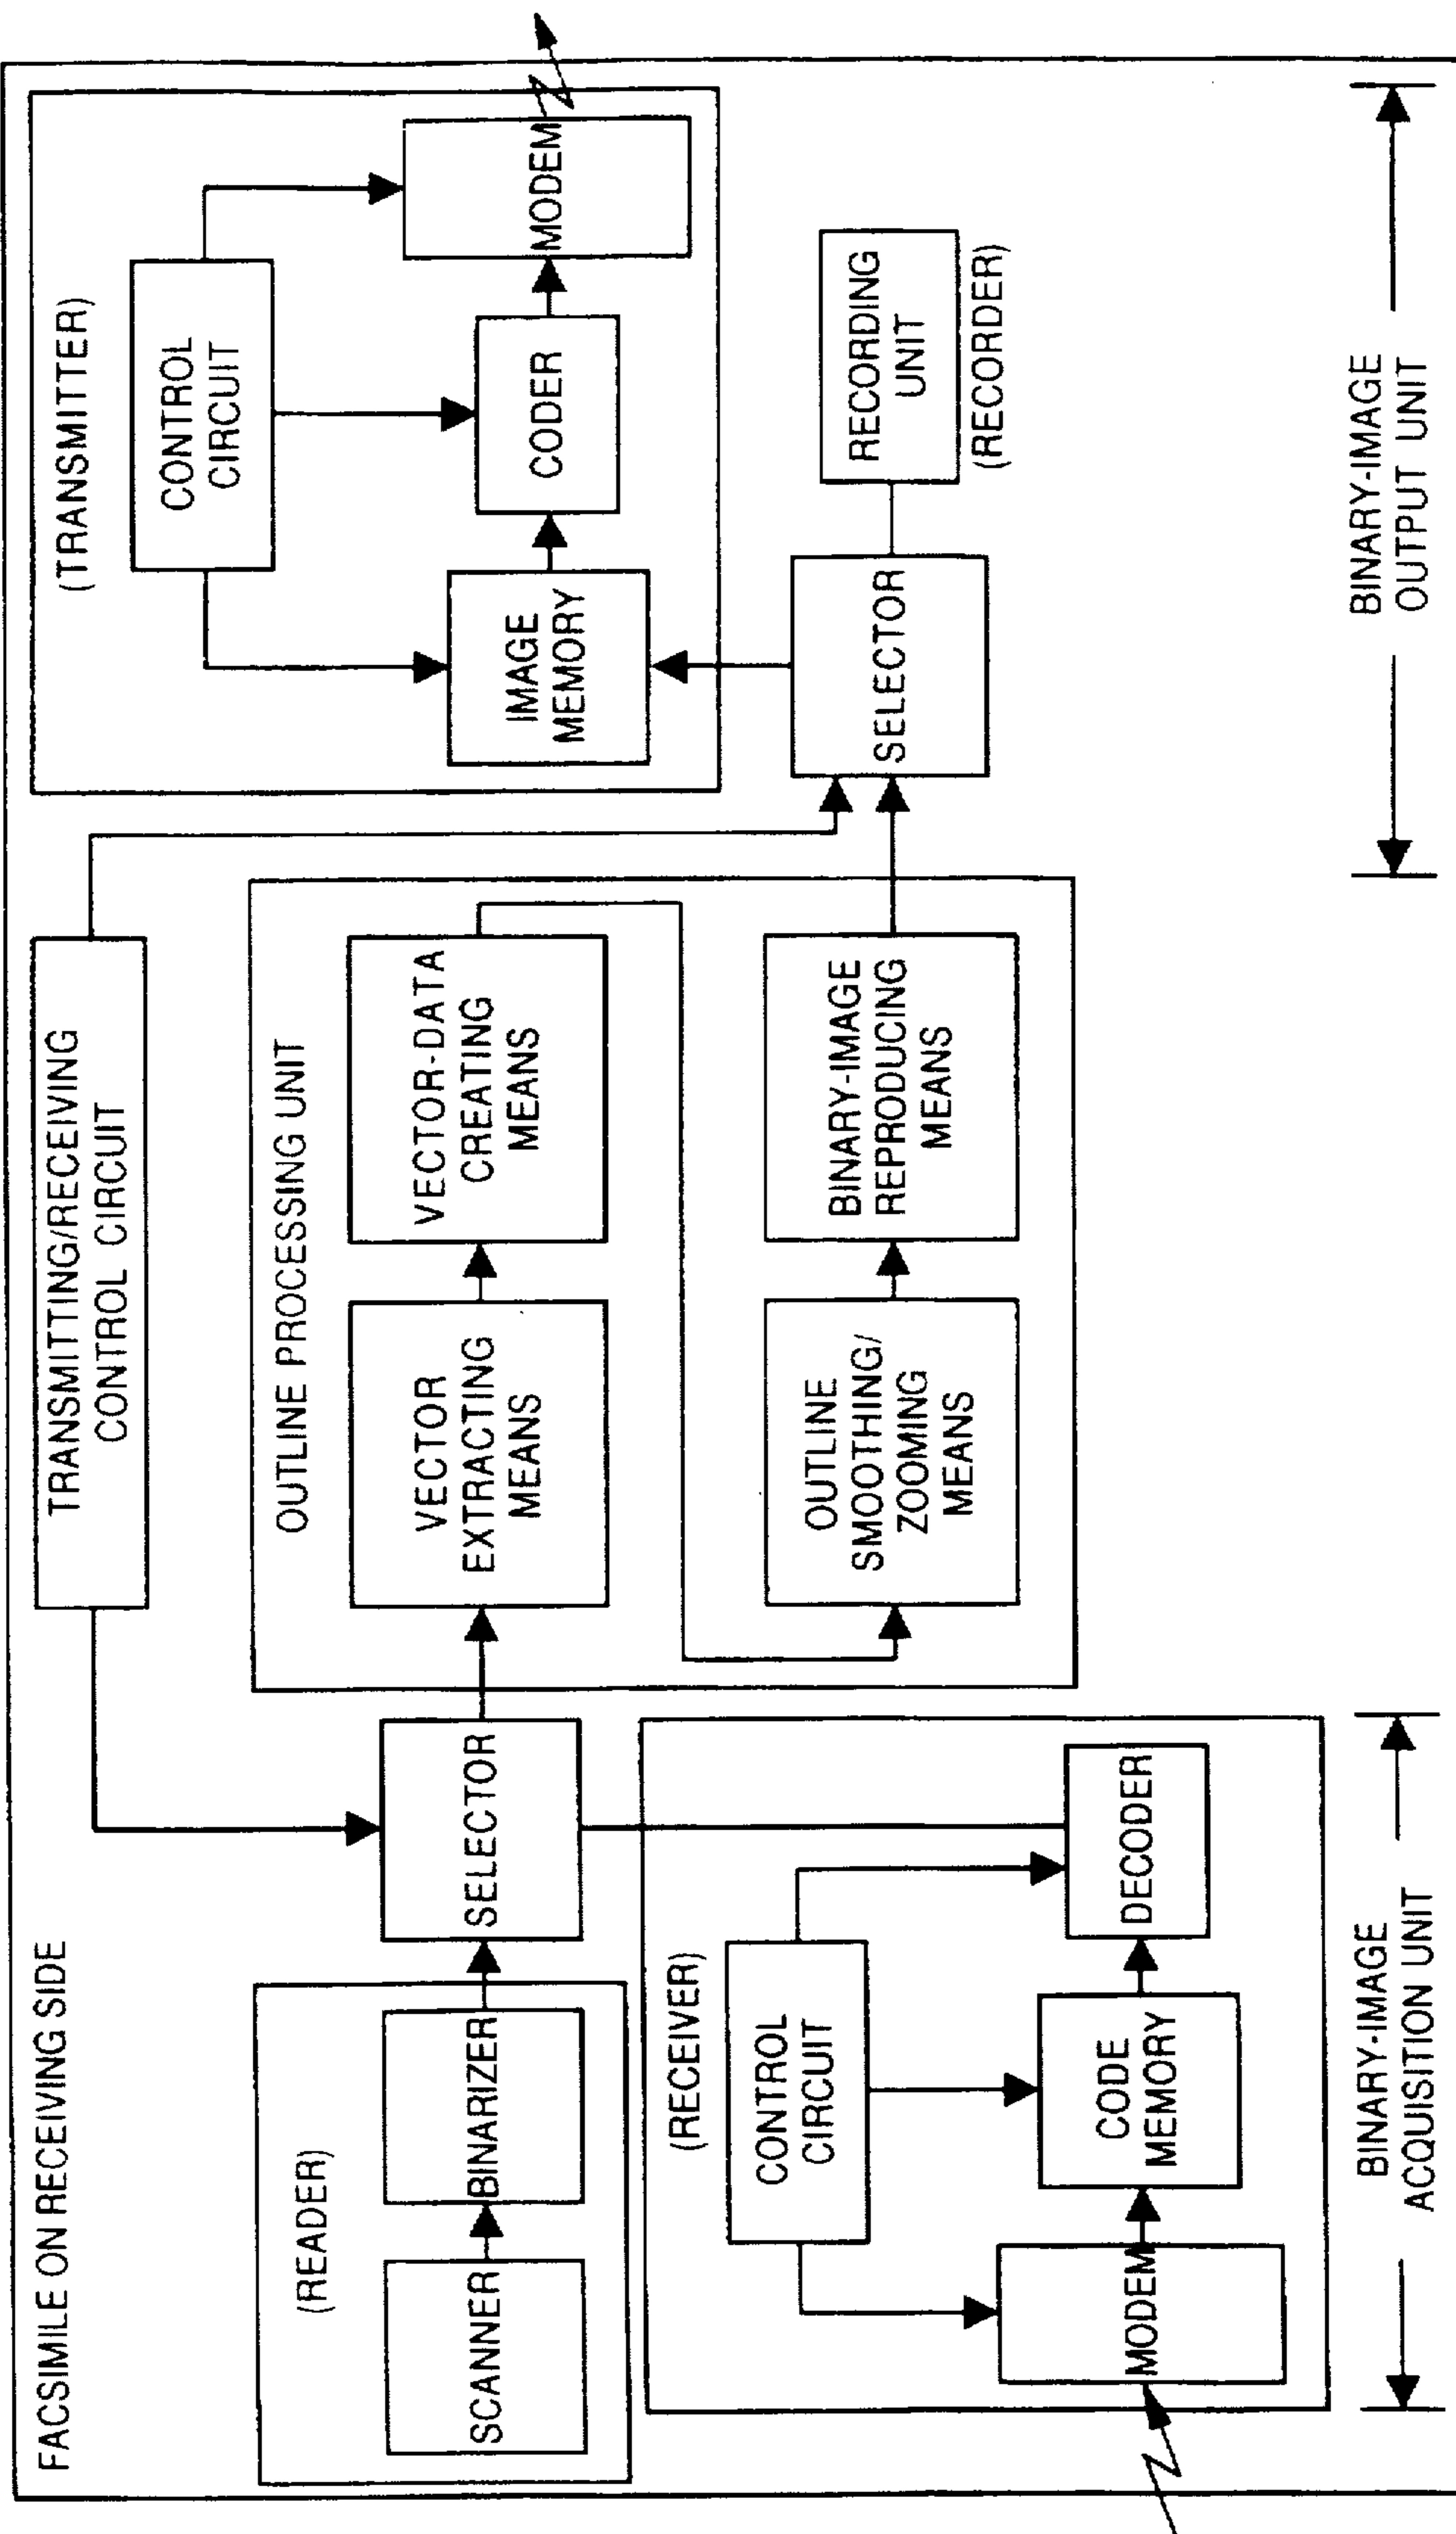 FACSIMILE ON RECEIVING SIDE
TRANSMITTING/RECEIVING
CONTROL CIRCUIT
(READER)
SCANNER
BINARIZER
SELECTOR
OUTLINE PROCESSING UNIT
VECTOR
EXTRACTING
MEANS
VECTOR-DATA
CREATING
MEANS
OUTLINE
SMOOTHING/
ZOOMING
MEANS
BINARY-IMAGE
REPRODUCING
MEANS
(TRANSMITTER)
CONTROL
CIRCUIT
IMAGE
MEMORY
CODER
MODEM
SELECTOR
RECORDING
UNIT
(RECORDER)
(RECEIVER)
CONTROL
CIRCUIT
MODEM
CODE
MEMORY
DECODER
BINARY-IMAGE
ACQUISITION UNIT
BINARY-IMAGE
OUTPUT UNIT